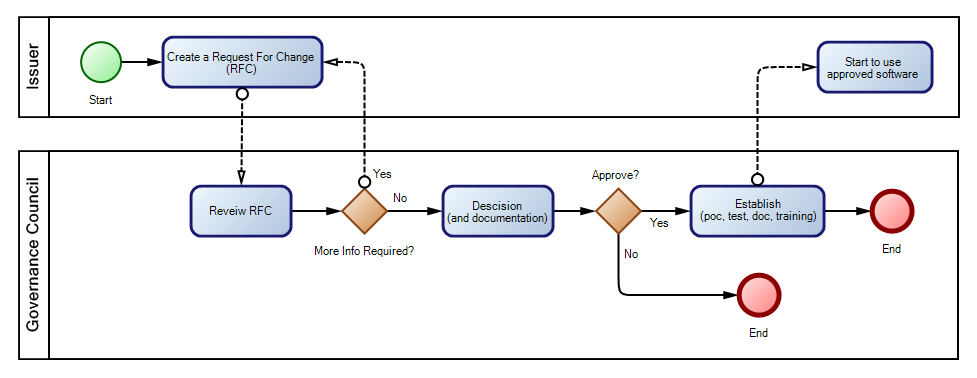 Issuer
Start
Create a Request For Change
(RFC)
Start to use
approved software
Governance Council
Reveiw RFC
Yes
No
More Info Required?
Descision
(and documentation)
Approve?
Yes
No
Establish
(poc, test, doc, training)
End
End